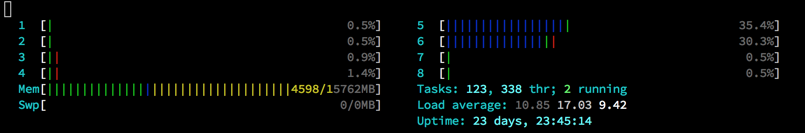 1 [| 0.5%]
2 [| 0.5%]
3 [|| 0.9%]
4 [|| 1.4%]
Mem[||||||||||||||||||||||||||||||||||||||4598/15762MB]
Swp[ 0/0MB]
5 [||||||||||||||||||| 35.4%]
6 [||||||||||||||||| 30.3%]
7 [| 0.5%]
8 [| 0.5%]
Tasks: 123, 338 thr; 2 running
Load average: 10.85 17.03 9.42
Uptime: 23 days, 23:45:14